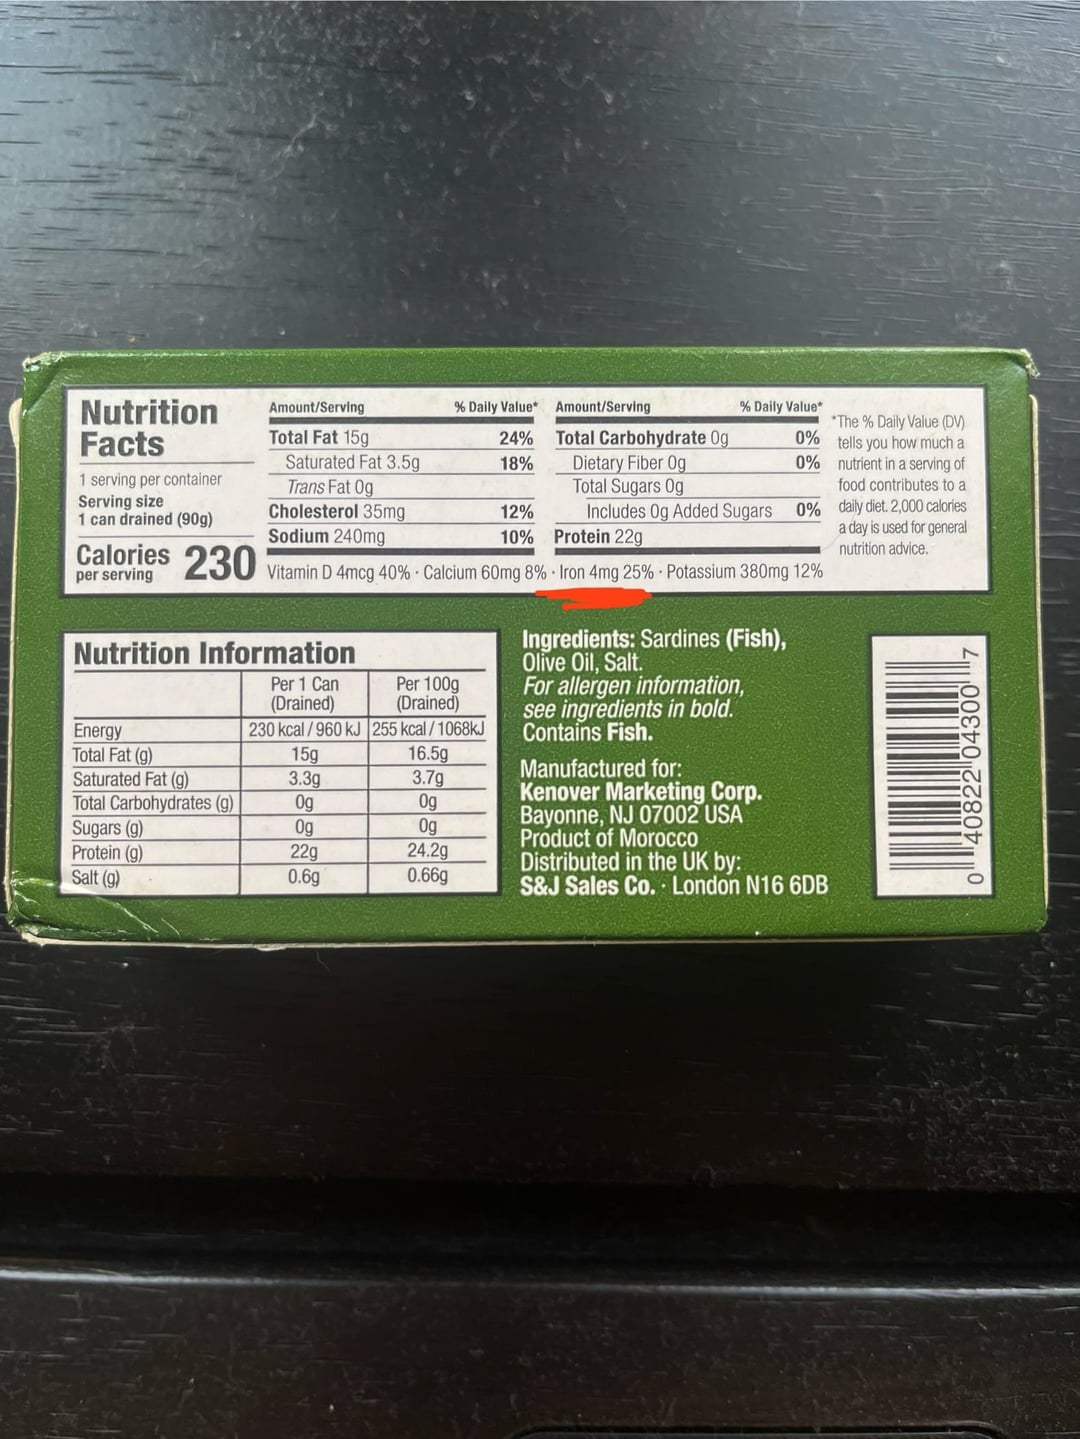 Nutrition
Facts
1 serving per container
Serving size
1 can drained (90g)
Calories 230
per serving
Amount/Serving % Daily Value*
Total Fat 15g 24%
Saturated Fat 3.5g 18%
Trans Fat 0g
Cholesterol 35mg 12%
Sodium 240mg 10%
Amount/Serving % Daily Value*
Total Carbohydrate 0g 0%
Dietary Fiber 0g 0%
Total Sugars 0g
Includes 0g Added Sugars 0%
Protein 22g
Vitamin D 4mcg 40% · Calcium 60mg 8% · Iron 4mg 25% · Potassium 380mg 12%
*The % Daily Value (DV)
tells you how much a
nutrient in a serving of
food contributes to a
daily diet. 2,000 calories
a day is used for general
nutrition advice.
Nutrition Information
Per 1 Can Per 100g
(Drained) (Drained)
Energy 230 kcal / 960 kJ 255 kcal / 1068kJ
Total Fat (g) 15g 16.5g
Saturated Fat (g) 3.3g 3.7g
Total Carbohydrates (g) 0g 0g
Sugars (g) 0g 0g
Protein (g) 22g 24.2g
Salt (g) 0.6g 0.66g
Ingredients: Sardines (Fish),
Olive Oil, Salt.
For allergen information,
see ingredients in bold.
Contains Fish.
Manufactured for:
Kenover Marketing Corp.
Bayonne, NJ 07002 USA
Product of Morocco
Distributed in the UK by:
S&J Sales Co. · London N16 6DB
0 40822 04300 7